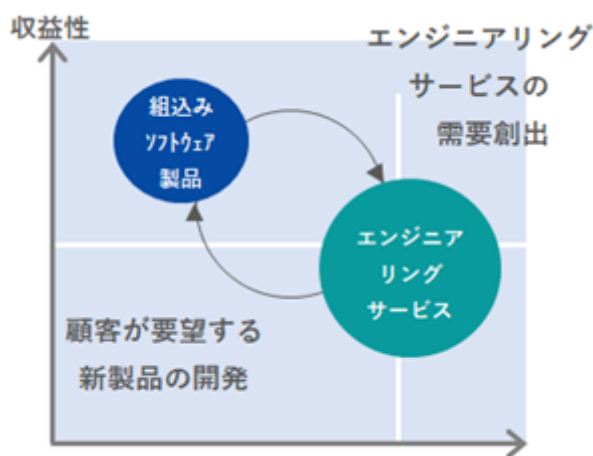 収益性
エンジニアリング
サービスの
需要創出
組込み
ソフトウェア
製品
エンジニア
リング
サービス
顧客が要望する
新製品の開発